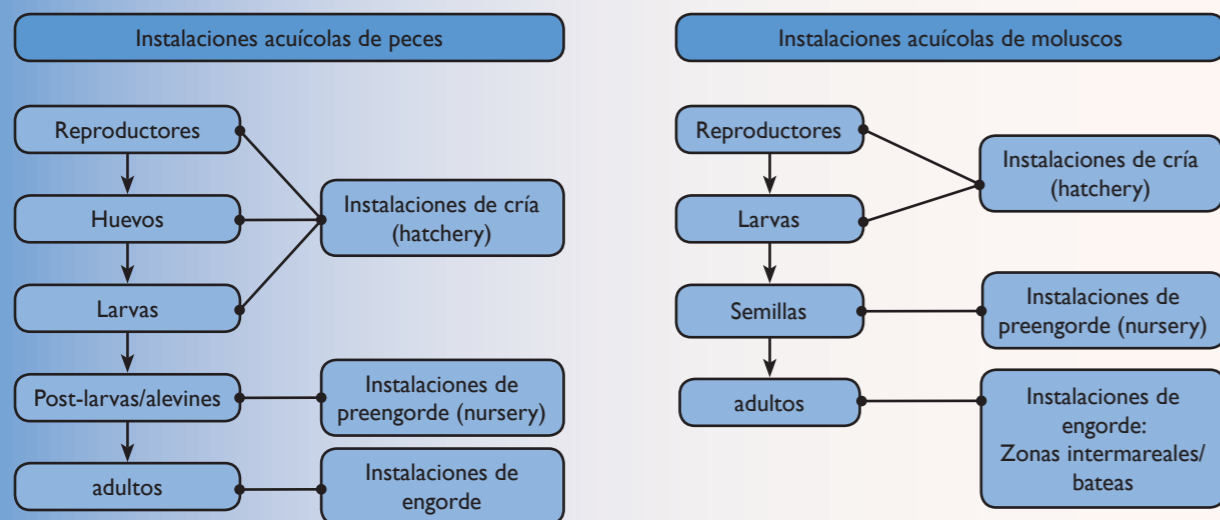 Instalaciones acuícolas de peces
Reproductores
Huevos
Larvas
Post-larvas/alevines
adultos
Instalaciones de cría
(hatchery)
Instalaciones de
preengorde (nursery)
Instalaciones de
engorde
Instalaciones acuícolas de moluscos
Reproductores
Larvas
Semillas
adultos
Instalaciones de cría
(hatchery)
Instalaciones de
preengorde (nursery)
Instalaciones de
engorde:
Zonas intermareales/
bateas